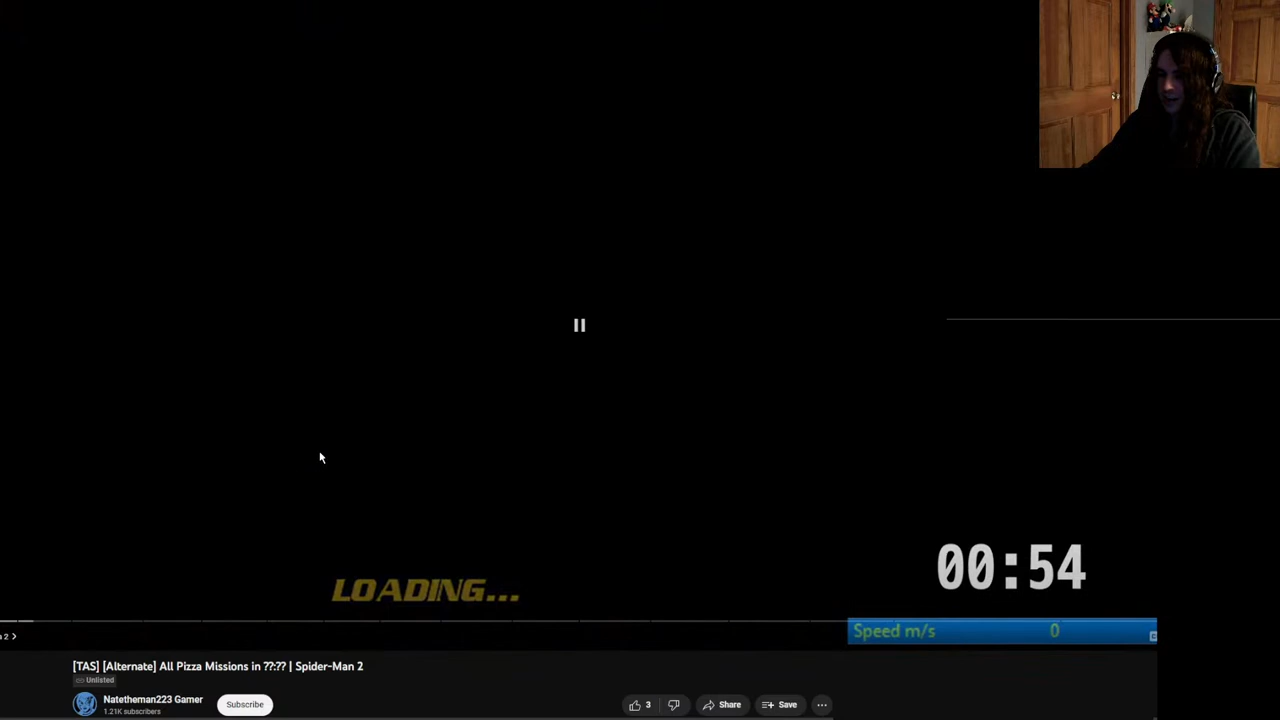 LOADING...
00:54
Speed m/s 0
2
[TAS] [Alternate] All Pizza Missions in ??:?? | Spider-Man 2
Unlisted
Natetheman223 Gamer
1.21K subscribers
Subscribe
3
Share
Save